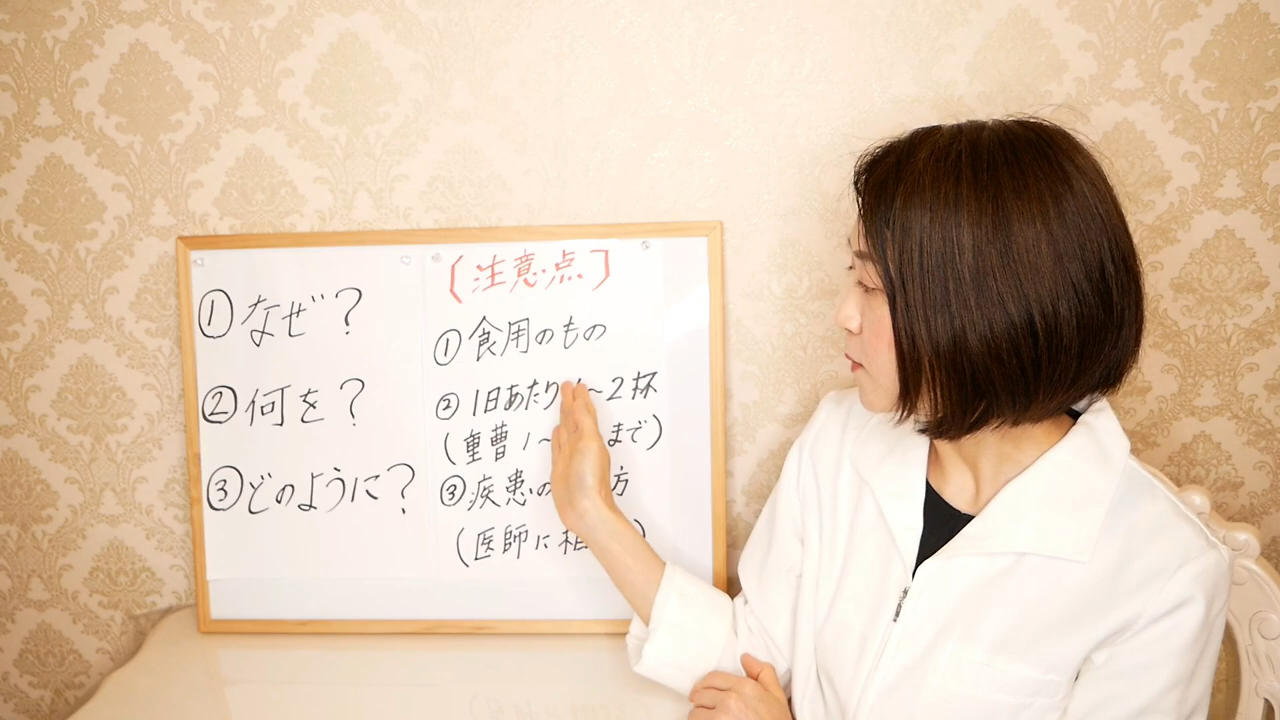 ①なぜ？
②何を？
③どのように？
〔注意点〕
①食用のもの
②1日あたり ～2杯
(重曹1～ まで)
③疾患の 方
(医師に )